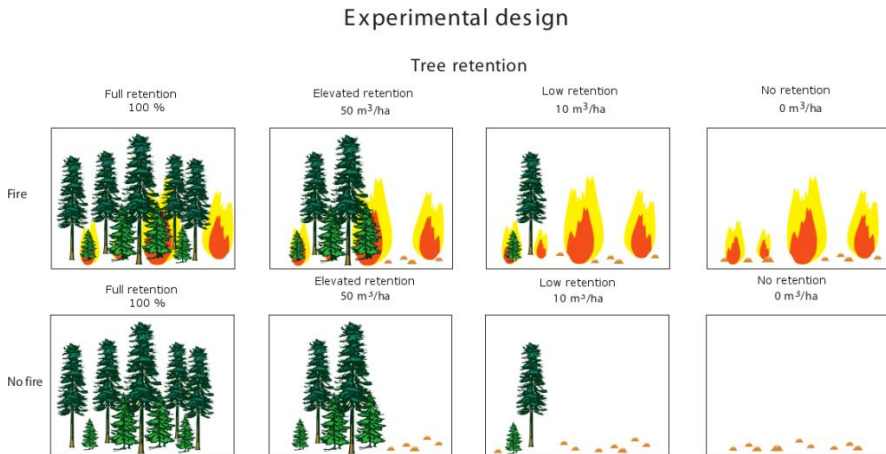 Experimental design
Tree retention
Full retention
100 %
Elevated retention
50 m³/ha
Low retention
10 m³/ha
No retention
0 m³/ha
Fire
Full retention
100 %
Elevated retention
50 m³/ha
Low retention
10 m³/ha
No retention
0 m³/ha
No fire